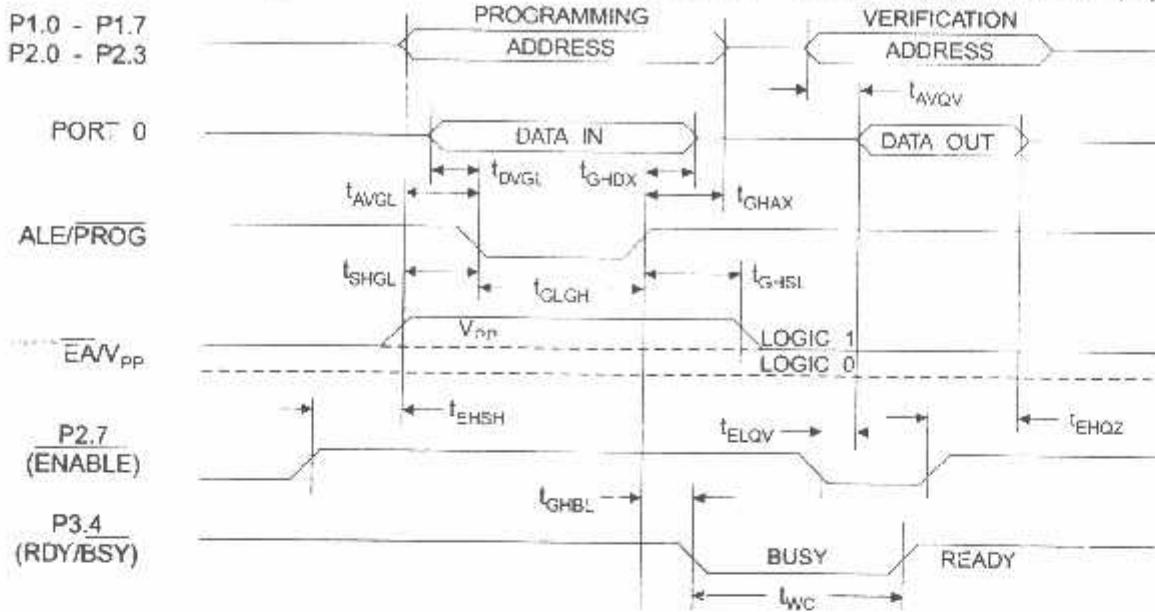 P1.0 - P1.7
P2.0 - P2.3
PROGRAMMING
ADDRESS
VERIFICATION
ADDRESS
tAVQV
PORT 0
DATA IN
DATA OUT
tDVGL
tGHDX
tAVGL
tGHAX
ALE/PROG
tSHGL
tGLGH
tGHSL
VPP
LOGIC 1
EA/VPP
LOGIC 0
tEHSH
P2.7
(ENABLE)
tELQV
tEHQZ
tGHBL
P3.4
(RDY/BSY)
BUSY
READY
tWC